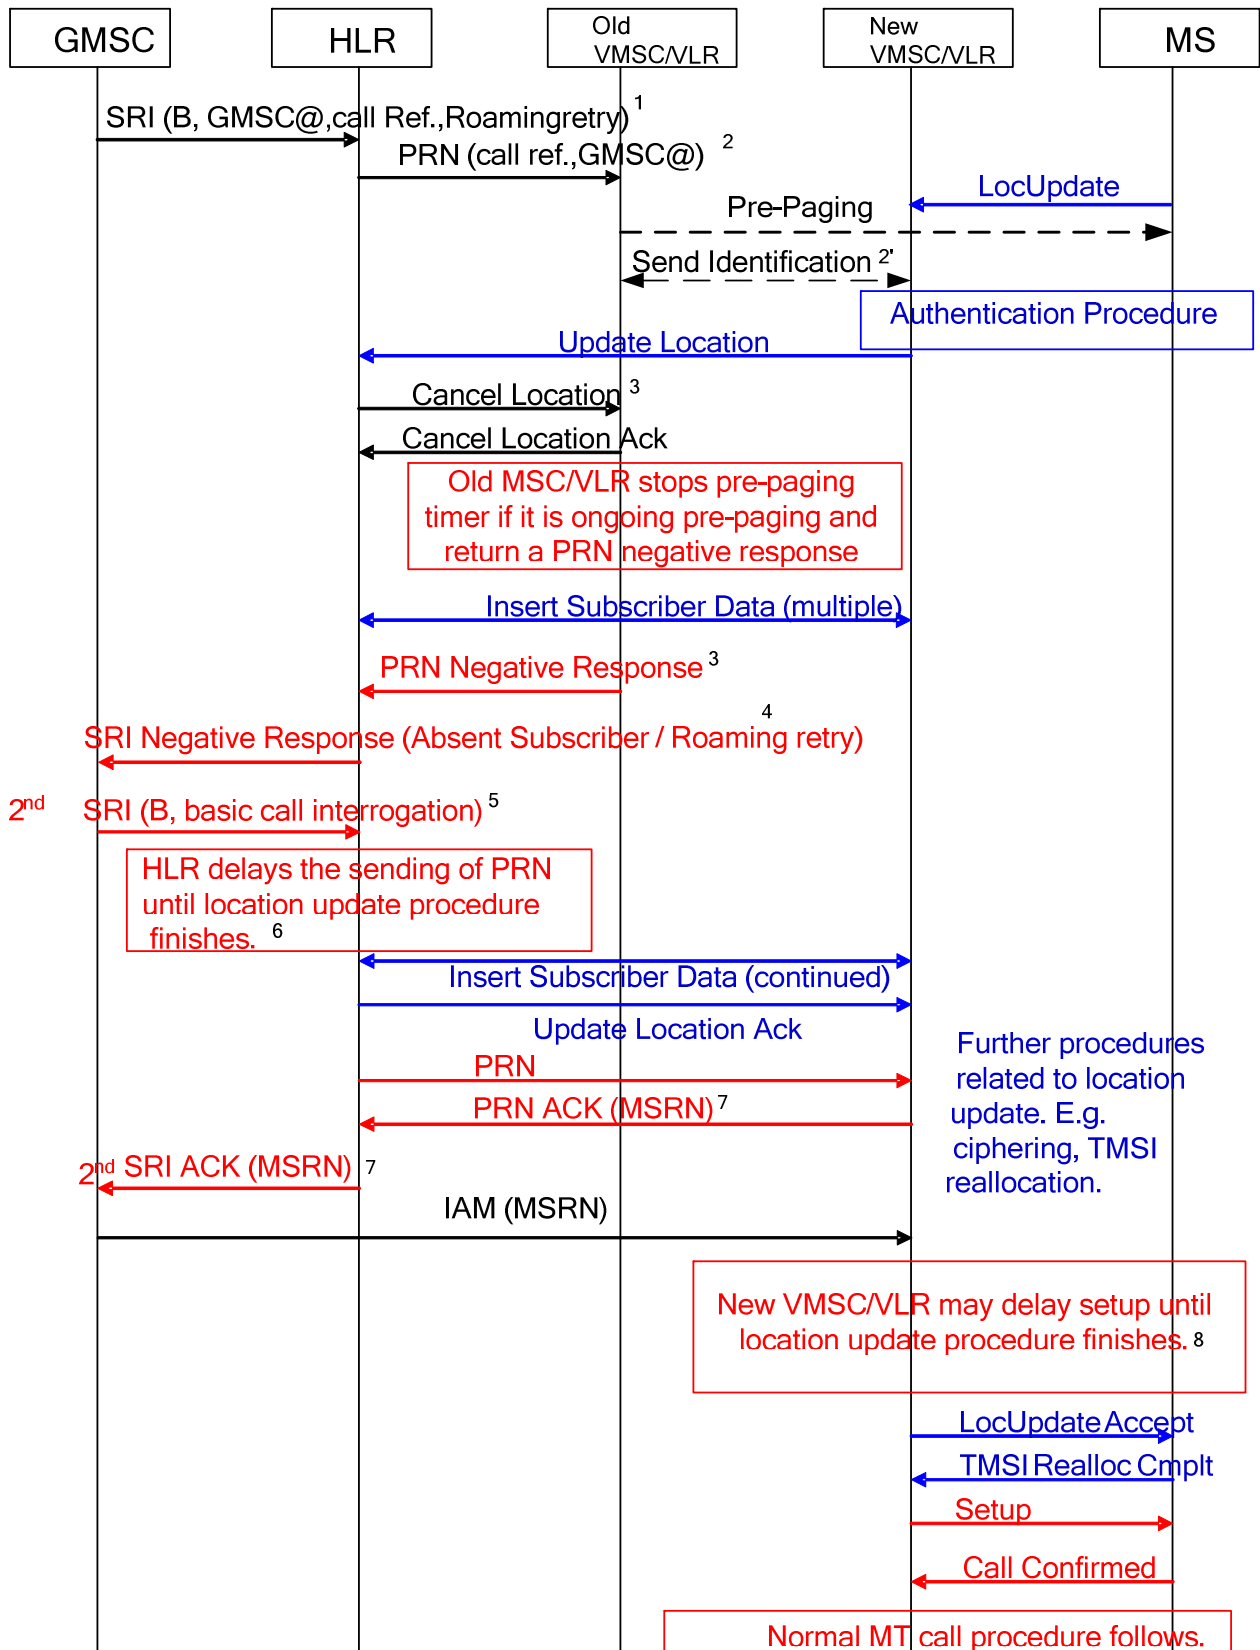 GMSC
HLR
Old
VMSC/VLR
New
VMSC/VLR
MS
SRI (B, GMSC@,call Ref.,Roamingretry) 1
PRN (call ref.,GMSC@) 2
LocUpdate
Pre-Paging
Send Identification 2'
Authentication Procedure
Update Location
Cancel Location 3
Cancel Location Ack
Old MSC/VLR stops pre-paging
timer if it is ongoing pre-paging and
return a PRN negative response
Insert Subscriber Data (multiple)
PRN Negative Response 3
4
SRI Negative Response (Absent Subscriber / Roaming retry)
2nd SRI (B, basic call interrogation) 5
HLR delays the sending of PRN
until location update procedure
finishes. 6
Insert Subscriber Data (continued)
Update Location Ack
Further procedures
related to location
update. E.g.
ciphering, TMSI
reallocation.
PRN
PRN ACK (MSRN) 7
2nd SRI ACK (MSRN) 7
IAM (MSRN)
New VMSC/VLR may delay setup until
location update procedure finishes. 8
LocUpdate Accept
TMSI Realloc Cmplt
Setup
Call Confirmed
Normal MT call procedure follows.